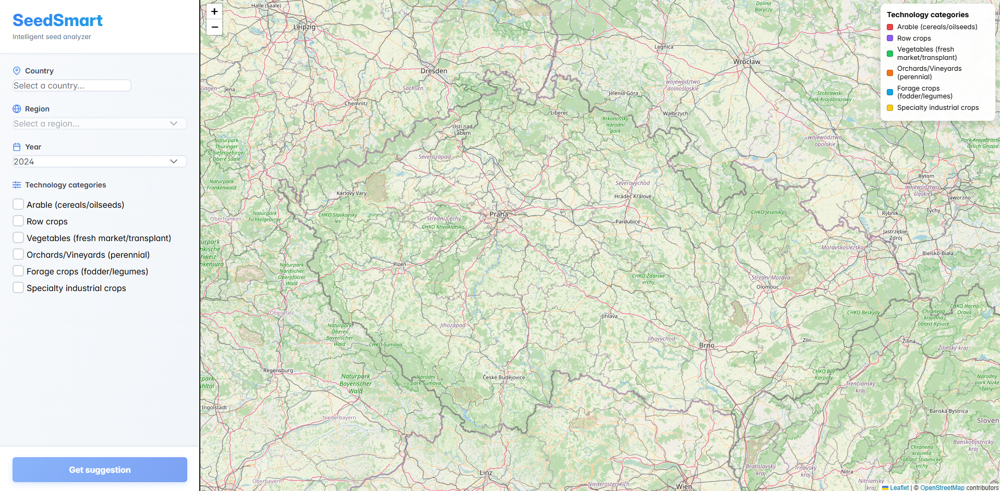 SeedSmart
Intelligent seed analyzer
Country
Select a country...
Region
Select a region...
Year
2024
Technology categories
Arable (cereals/oilseeds)
Row crops
Vegetables (fresh market/transplant)
Orchards/Vineyards (perennial)
Forage crops (fodder/legumes)
Specialty industrial crops
Get suggestion
+
−
Technology categories
Arable (cereals/oilseeds)
Row crops
Vegetables (fresh
market/transplant)
Orchards/Vineyards
(perennial)
Forage crops
(fodder/legumes)
Specialty industrial crops
Halle (Saale)
Leipzig
Dolina
Baryczy
Legnica
Wrocław
Dresden
Jena
Sachsen
Chemnitz
województwo
dolnośląskie
Jelenia Góra
Stobrawski
Park Krajobrazowy
Liberec
Wałbrzych
Krkonošský
národní
park
Ústí nad
Labem
Naturpark
Thüringer
Schiefergebirge/
Obere Saale
województwo
opolskie
Severozápad
Naturpark
Frankenwald
Severovýchod
Bytom
województwo
śląskie
Karlovy Vary
Hradec Králové
Jaworzno
Oberfranken
Naturpark
Fichtelgebirge
CHKO Slavkovský
les
Praha
Střední Čechy
CHKO Křivoklátsko
CHKO Jeseníky
Rybnik
Tychy
Pardubice
Jastrzębie-
Zdrój
Moravskoslezsko
Bielsko-Biała
Plzeň
Naturpark
Nördlicher
Oberpfälzer
Wald
CHKO Žďárské
vrchy
Střední Morava
Olomouc
Oberpfalz
Jihlava
CHKO Beskydy
Chránená
krajinná
oblasť Kysuce
CHKO Horná
Orava
Jihozápad
Naturpark
Oberer
Bayerischer
Wald
CHKO Šumava
Jihovýchod
Brno
Zlín
Žilina
Žilinský kraj
Regensburg
Naturpark
Bayerischer
Wald
Národní
park Šumava
České Budějovice
CHKO Bílé
Karpaty
Trenčiansky
kraj
Národný
park Nízke
Tatry
Ingolstadt
Niederbayern
Banská Bystrica
Sloven
Banskobystrický
kraj
Chránená
krajinná
oblasť Štiavnické
vrchy
Bratislavský
kraj
Trnavský
kraj
Nitra
Nitriansky
kraj
Linz
Oberbayern
Niederösterreich
Wien
Leaflet | © OpenStreetMap contributors